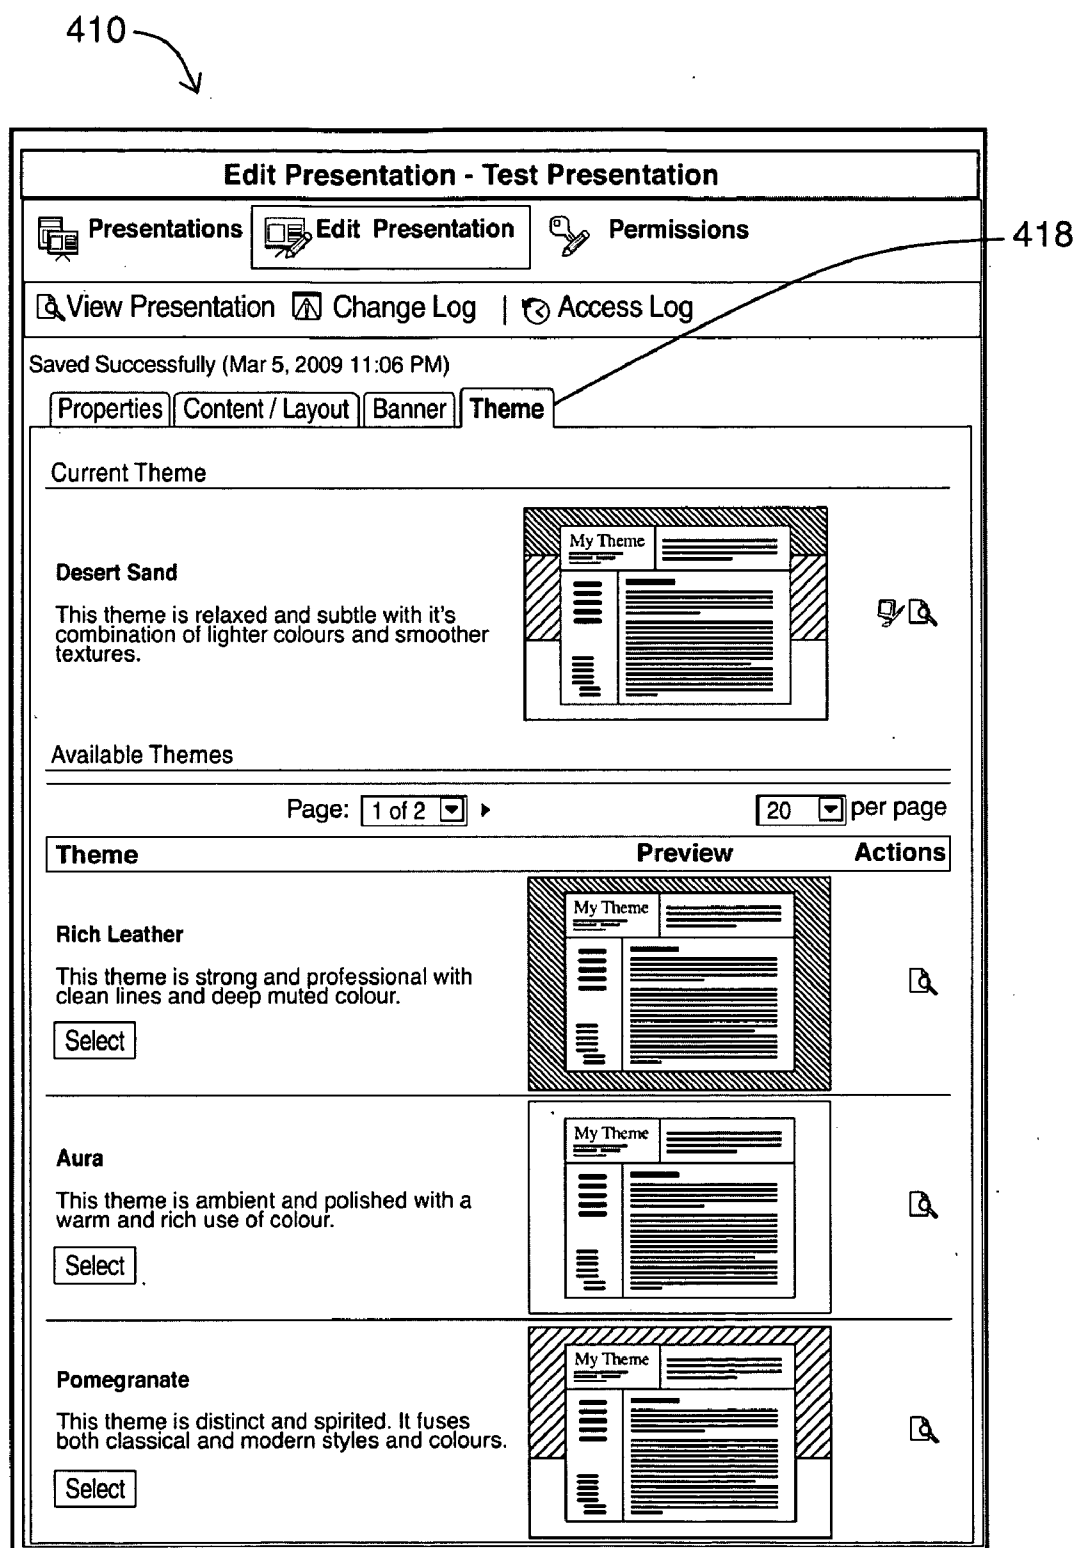 410
Edit Presentation - Test Presentation
Presentations Edit Presentation Permissions
418
View Presentation Change Log | Access Log
Saved Successfully (Mar 5, 2009 11:06 PM)
Properties Content / Layout Banner Theme
Current Theme
My Theme
Desert Sand
This theme is relaxed and subtle with it's
combination of lighter colours and smoother
textures.
Available Themes
Page: 1 of 2 20 per page
Theme Preview Actions
My Theme
Rich Leather
This theme is strong and professional with
clean lines and deep muted colour.
Select
My Theme
Aura
This theme is ambient and polished with a
warm and rich use of colour.
Select
My Theme
Pomegranate
This theme is distinct and spirited. It fuses
both classical and modern styles and colours.
Select